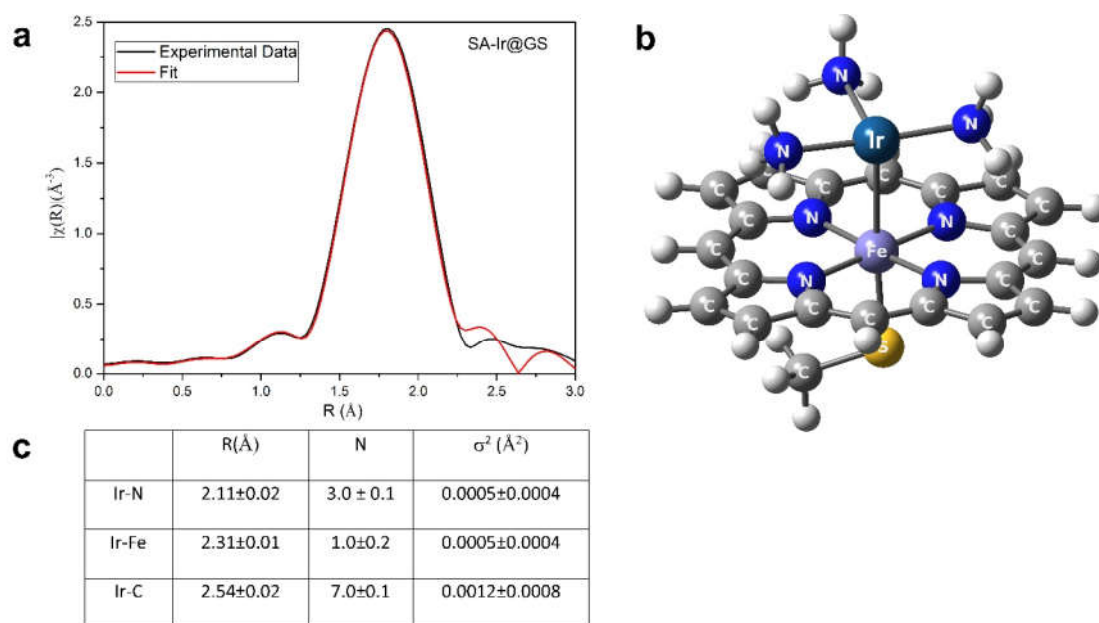 a
SA-Ir@GS
Experimental Data
Fit
|χ(R)|(Å⁻³)
2.5
2.0
1.5
1.0
0.5
0.0
0.0 0.5 1.0 1.5 2.0 2.5 3.0
R (Å)
b
N
N
N
Ir
C
C
C
C
C
C
N
N
C
C
C
Fe
C
C
N
N
C
C
C
C
C
C
C
C
S
C
c
R(Å) N σ² (Å²)
Ir-N 2.11±0.02 3.0 ± 0.1 0.0005±0.0004
Ir-Fe 2.31±0.01 1.0±0.2 0.0005±0.0004
Ir-C 2.54±0.02 7.0±0.1 0.0012±0.0008